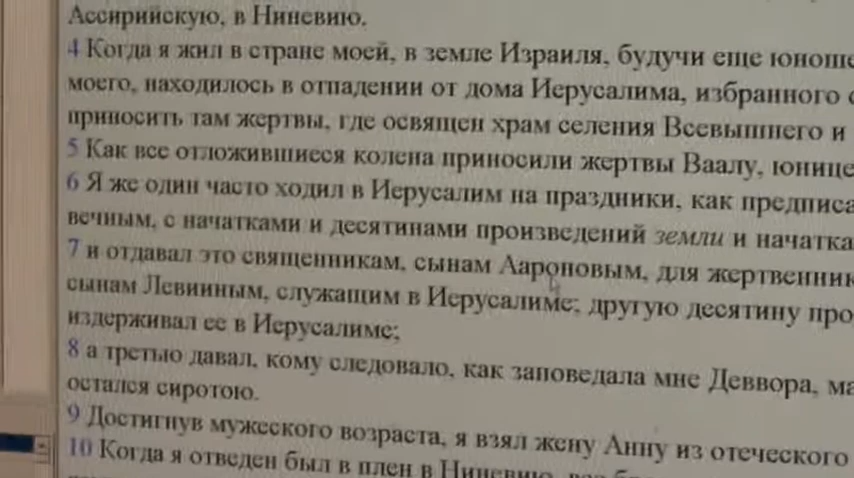 Ассирийскую, в Ниневию.
4 Когда я жил в стране моей, в земле Израиля, будучи еще юноше
моего, находилось в отпадении от дома Иерусалима, избранного о
приносить там жертвы, где освящен храм селения Всевышнего и
5 Как все отложившиеся колена приносили жертвы Ваалу, юнице
6 Я же один часто ходил в Иерусалим на праздники, как предписа
вечным, с начатками и десятинами произведений земли и начатка
7 и отдавал это священникам, сынам Аароновым, для жертвенник
сынам Левииным, служащим в Иерусалиме; другую десятину про
издерживал ее в Иерусалиме;
8 а третью давал, кому следовало, как заповедала мне Деввора, ма
остался сиротою.
9 Достигнув мужеского возраста, я взял жену Анну из отеческого
10 Когда я отведен был в плен в Ниневию,